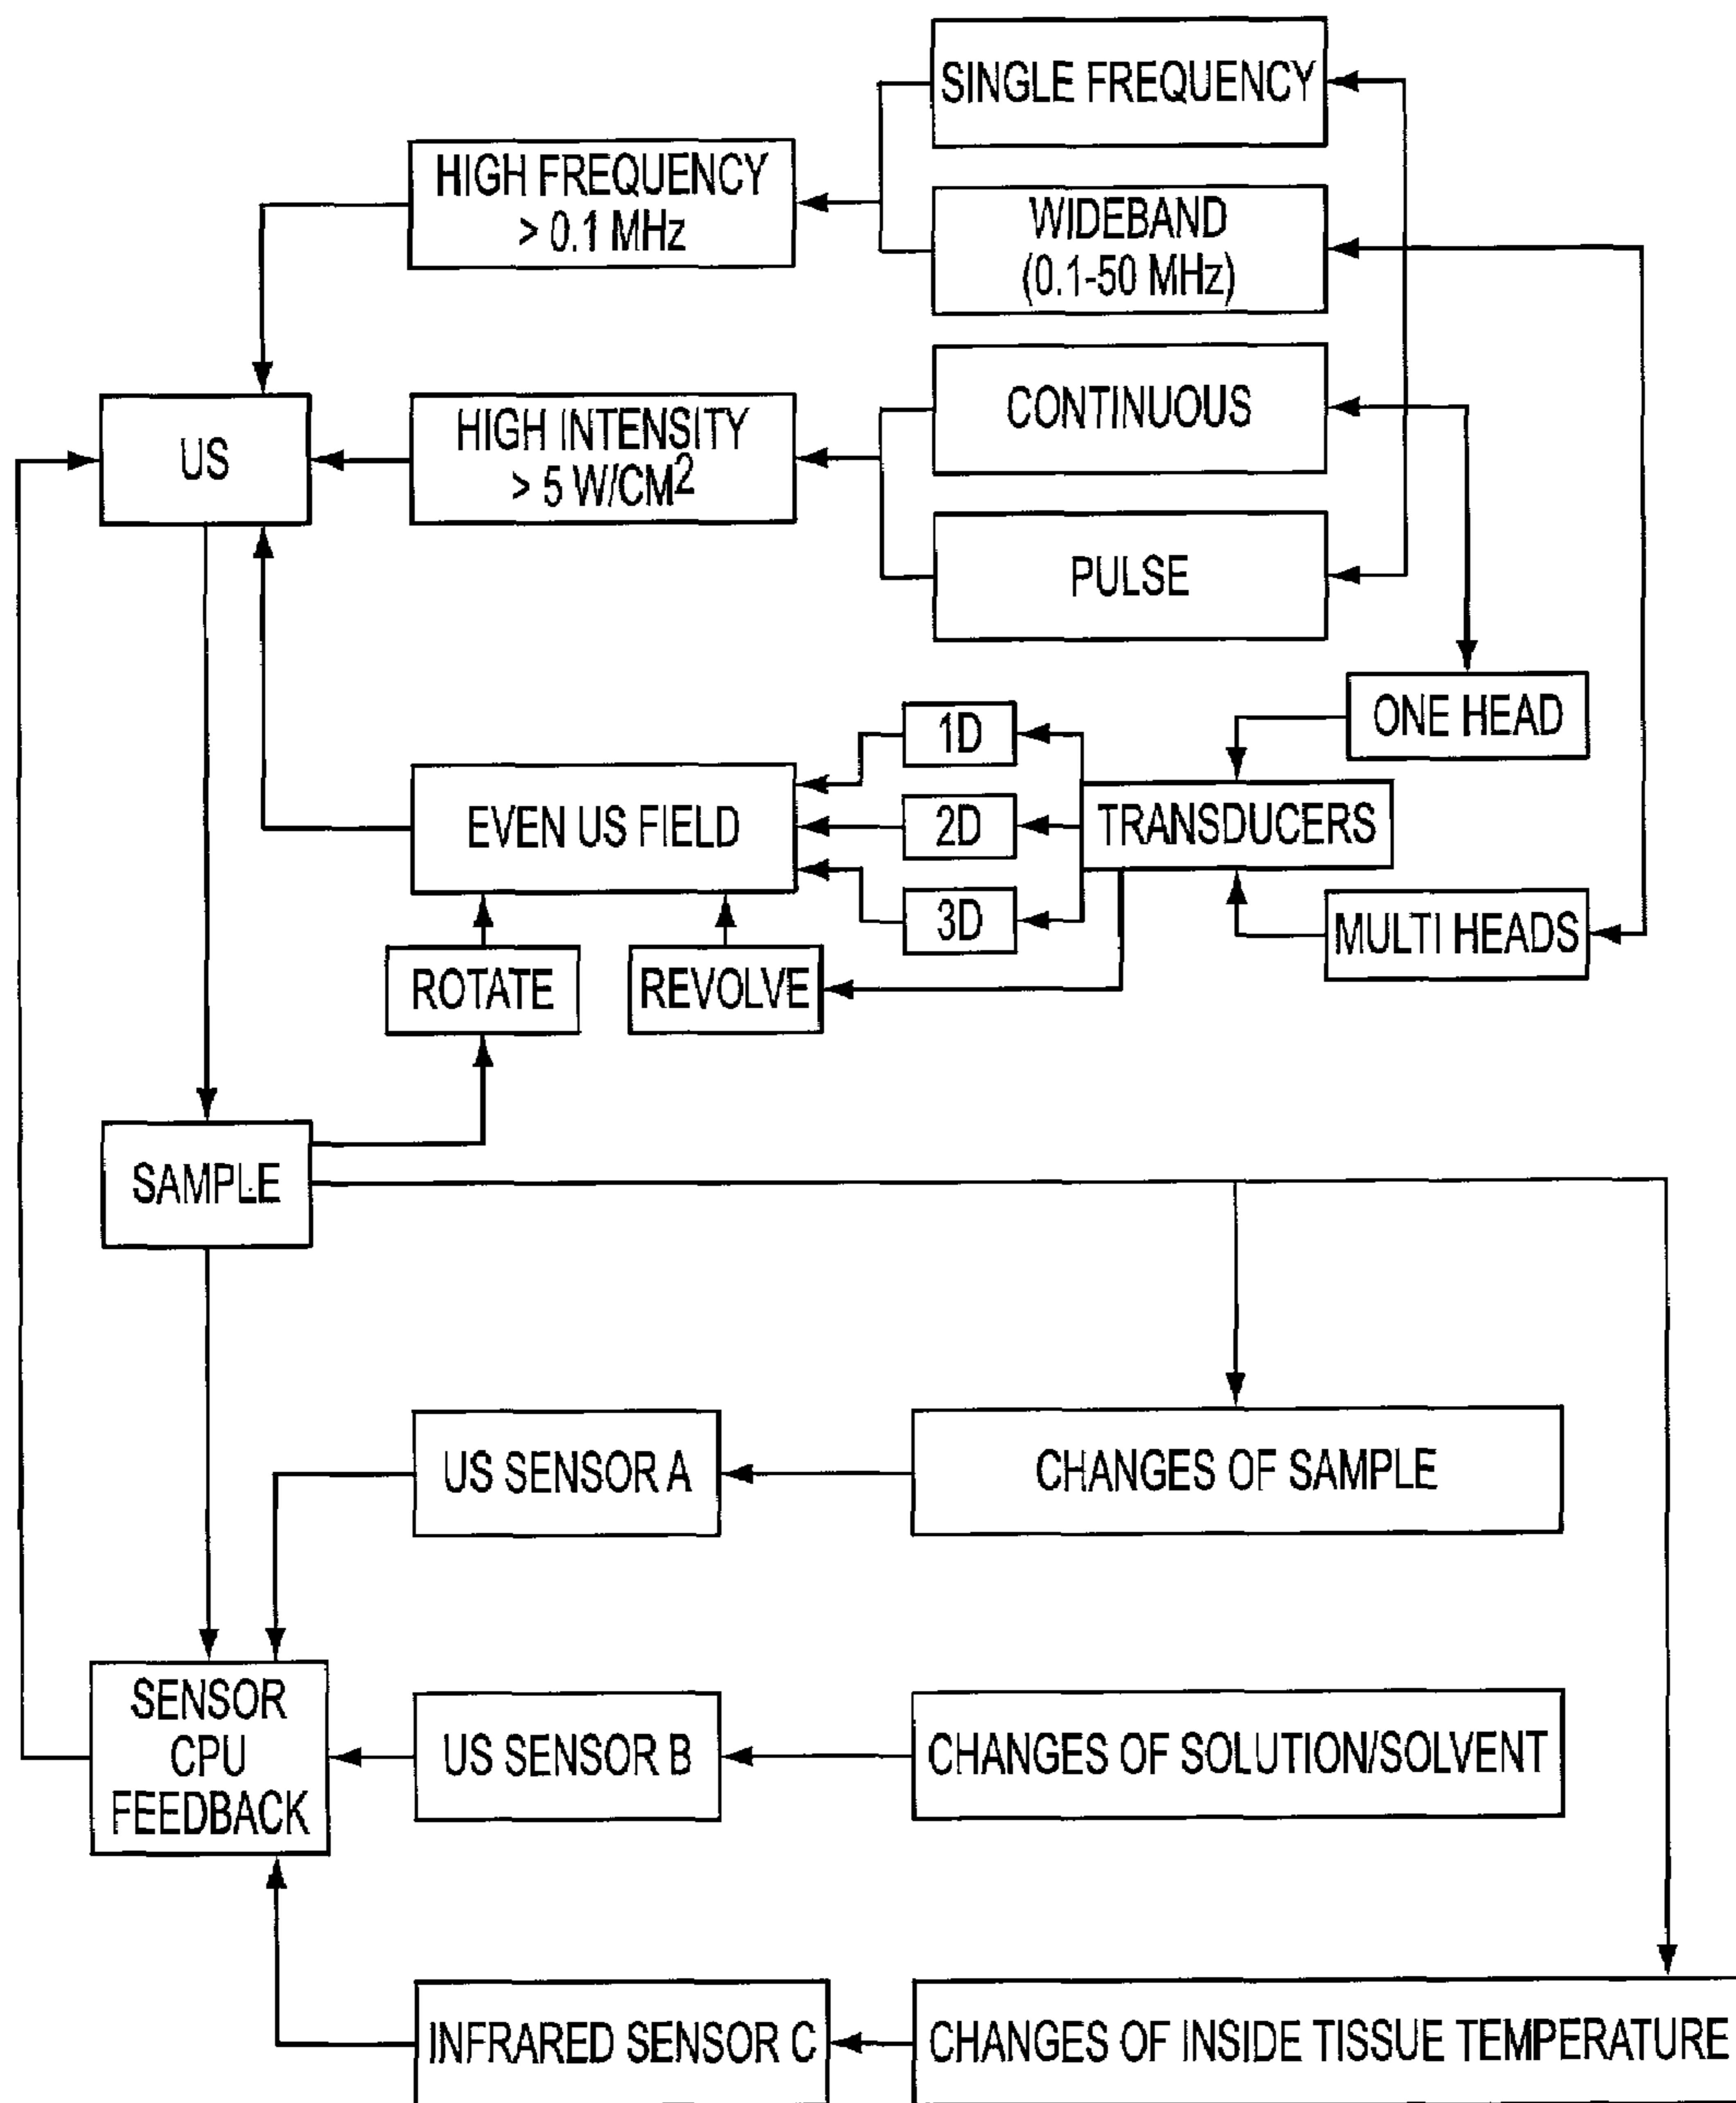 SINGLE FREQUENCY
HIGH FREQUENCY
> 0.1 MHz
WIDEBAND
(0.1-50 MHz)
US
HIGH INTENSITY
> 5 W/CM²
CONTINUOUS
PULSE
ONE HEAD
1D
EVEN US FIELD
2D
TRANSDUCERS
3D
MULTI HEADS
ROTATE
REVOLVE
SAMPLE
US SENSOR A
CHANGES OF SAMPLE
SENSOR
CPU
FEEDBACK
US SENSOR B
CHANGES OF SOLUTION/SOLVENT
INFRARED SENSOR C
CHANGES OF INSIDE TISSUE TEMPERATURE